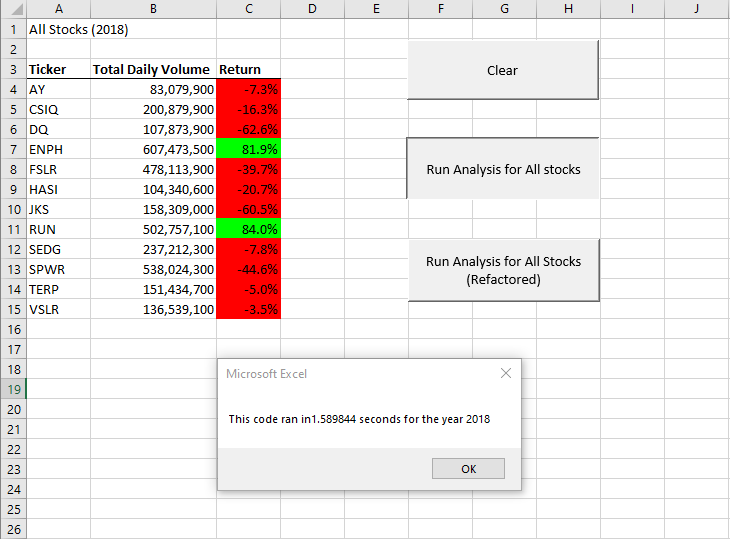 A B C D E F G H I J
1 All Stocks (2018)
2
3 Ticker Total Daily Volume Return
4 AY 83,079,900 -7.3%
5 CSIQ 200,879,900 -16.3%
6 DQ 107,873,900 -62.6%
7 ENPH 607,473,500 81.9%
8 FSLR 478,113,900 -39.7%
9 HASI 104,340,600 -20.7%
10 JKS 158,309,000 -60.5%
11 RUN 502,757,100 84.0%
12 SEDG 237,212,300 -7.8%
13 SPWR 538,024,300 -44.6%
14 TERP 151,434,700 -5.0%
15 VSLR 136,539,100 -3.5%
16
17
18
19
20
21
22
23
24
25
26
Clear
Run Analysis for All stocks
Run Analysis for All Stocks
(Refactored)
Microsoft Excel
This code ran in1.589844 seconds for the year 2018
OK